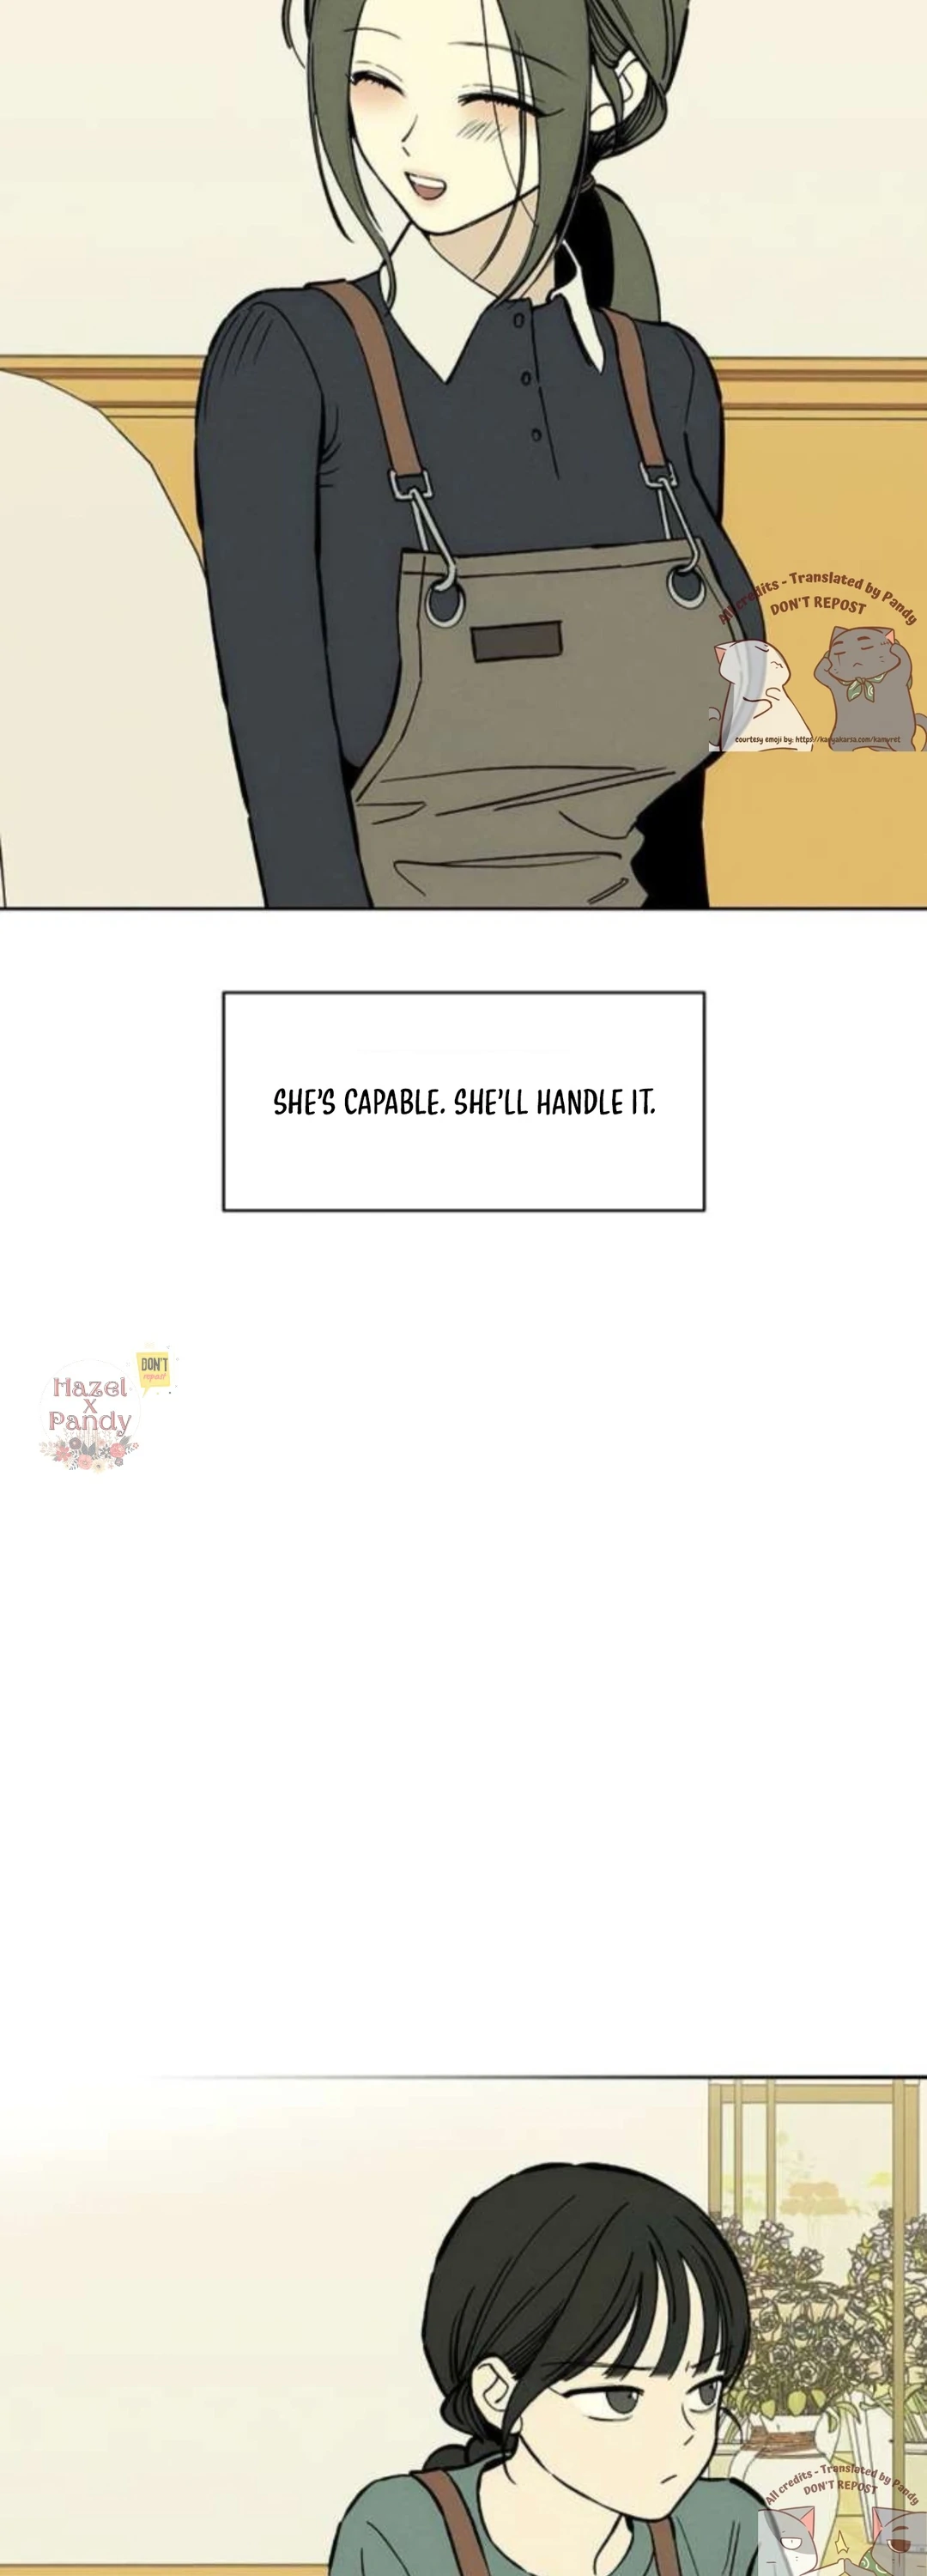 All credits - Translated by Pandy
DON'T REPOST
courtesy emoji by: https://karyakarsa.com/kamvret
SHE'S CAPABLE. SHE'LL HANDLE IT.
DON'T
repost
Hazel
X
Pandy
All credits - Translated by Pandy
DON'T REPOST